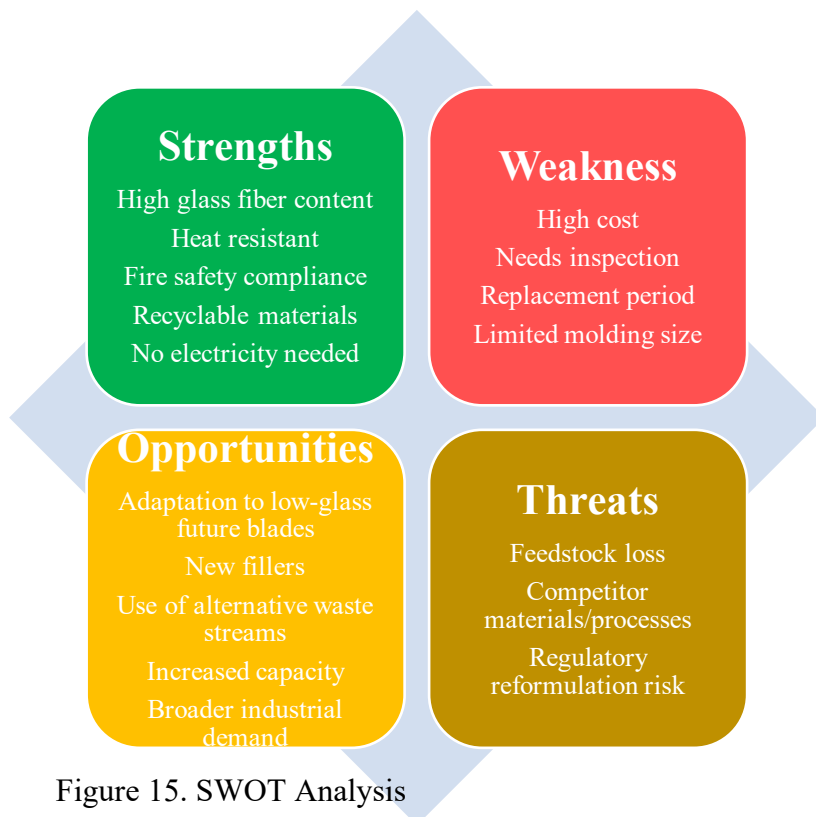 Strengths
High glass fiber content
Heat resistant
Fire safety compliance
Recyclable materials
No electricity needed
Weakness
High cost
Needs inspection
Replacement period
Limited molding size
Opportunities
Adaptation to low-glass
future blades
New fillers
Use of alternative waste
streams
Increased capacity
Broader industrial
demand
Threats
Feedstock loss
Competitor
materials/processes
Regulatory
reformulation risk
Figure 15. SWOT Analysis